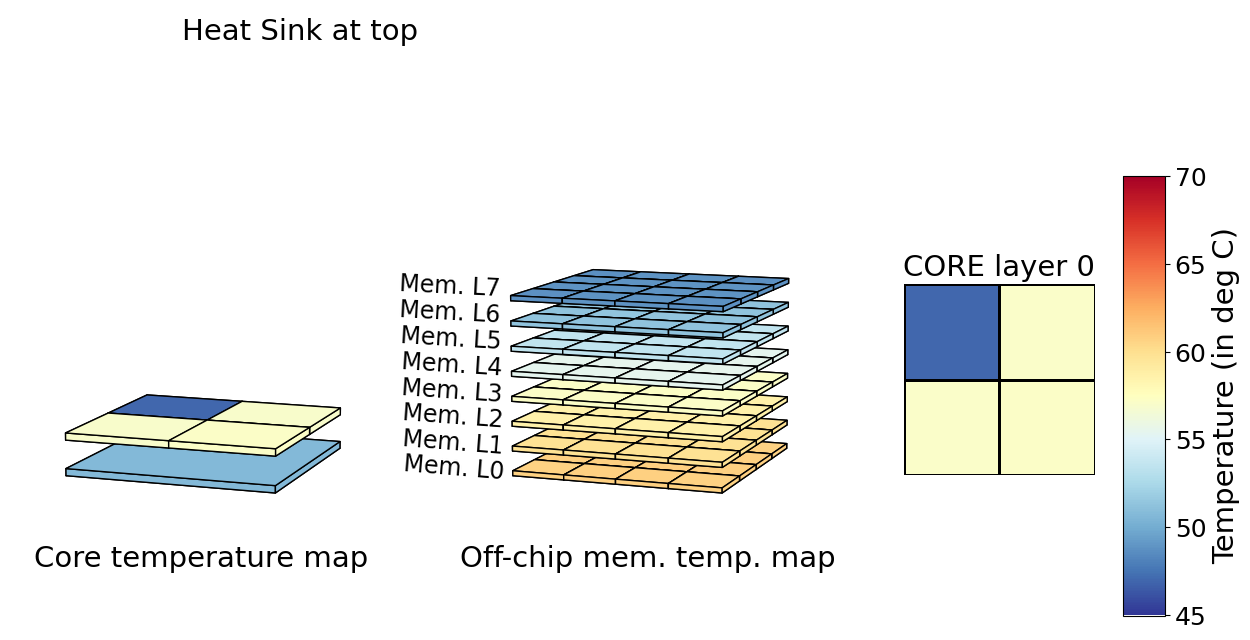 Heat Sink at top
Mem. L7
Mem. L6
Mem. L5
Mem. L4
Mem. L3
Mem. L2
Mem. L1
Mem. L0
Core temperature map
Off-chip mem. temp. map
CORE layer 0
70
65
60
55
50
45
Temperature (in deg C)